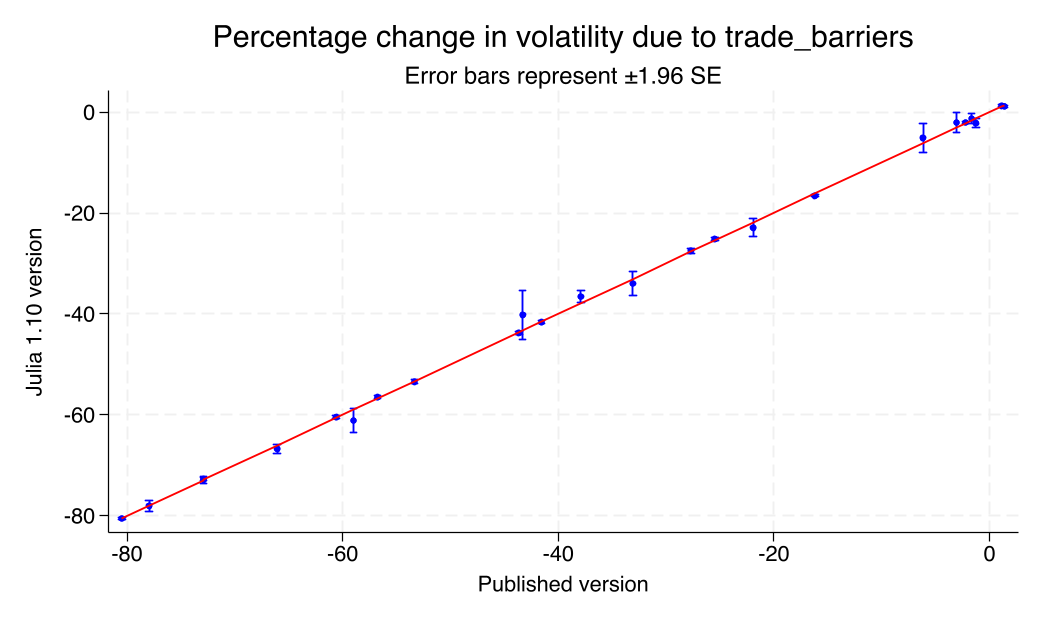 Percentage change in volatility due to trade_barriers
Error bars represent ±1.96 SE
Julia 1.10 version
0
-20
-40
-60
-80
-80
-60
-40
-20
0
Published version